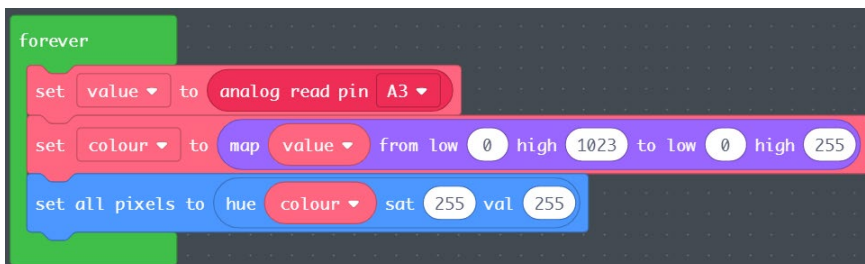 forever
set value to analog read pin A3
set colour to map value from low 0 high 1023 to low 0 high 255
set all pixels to hue colour sat 255 val 255